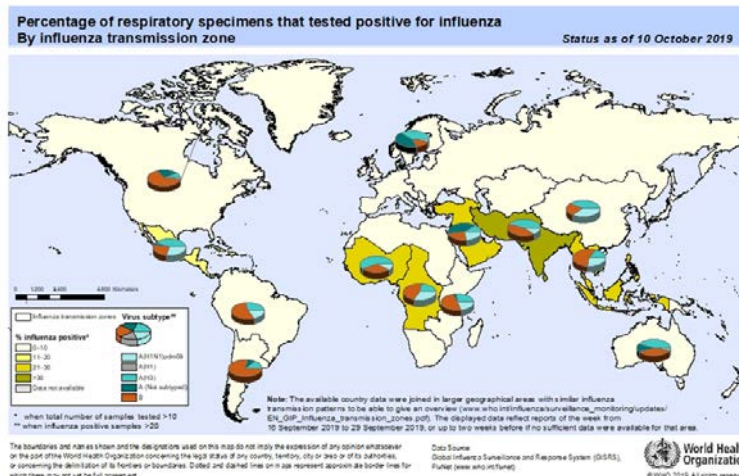 Percentage of respiratory specimens that tested positive for influenza
By influenza transmission zone
Status as of 10 October 2019
Influenza transmission zones
% influenza positive*
0-10
11-20
21-30
>30
Data not available
Virus subtype**
A(H1N1)pdm09
A(H1)
A(H3)
A (Not subtyped)
B
* when total number of samples tested >10
** when influenza positive samples >20
Note: The available country data were joined in larger geographical areas with similar influenza
transmission patterns to be able to give an overview (www.who.int/influenza/surveillance_monitoring/updates/
EN_GIP_Influenza_transmission_zones.pdf). The displayed data reflect reports of the week from
16 September 2019 to 29 September 2019, or up to two weeks before if no sufficient data were available for that area.
The boundaries and names shown and the designations used on this map do not imply the expression of any opinion whatsoever
on the part of the World Health Organization concerning the legal status of any country, territory, city or area or of its authorities,
or concerning the delimitation of its frontiers or boundaries. Dotted and dashed lines on maps represent approximate border lines for
Data Source:
Global Influenza Surveillance and Response System (GISRS),
FluNet (www.who.int/flunet)
World Heal
Organizatio